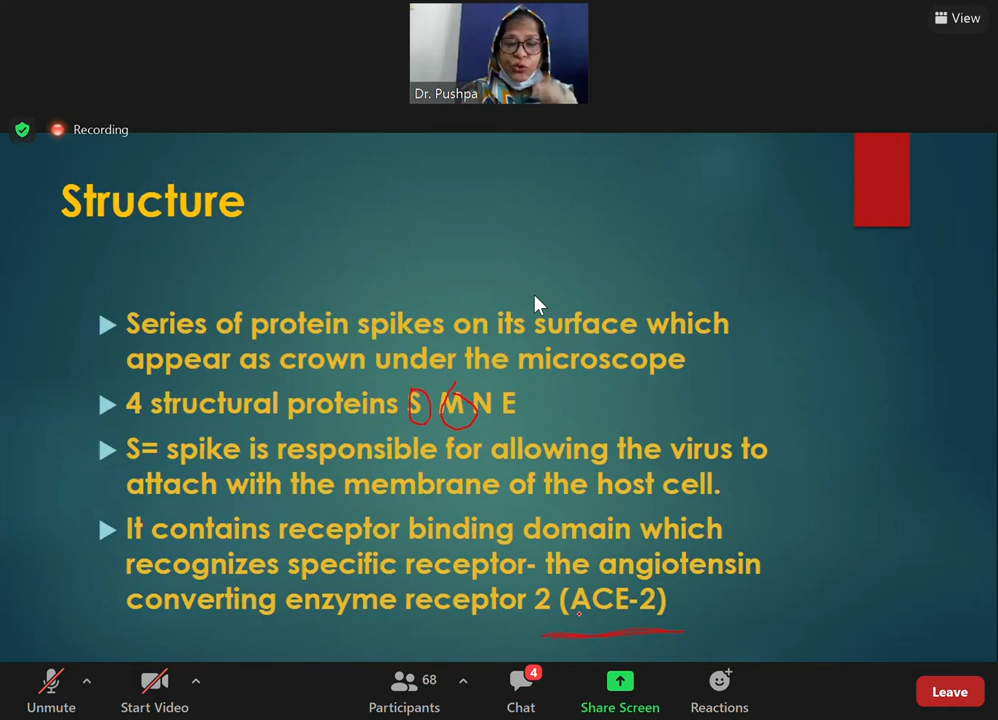 View
Dr. Pushpa
Recording
Structure
Series of protein spikes on its surface which
appear as crown under the microscope
4 structural proteins S M N E
S= spike is responsible for allowing the virus to
attach with the membrane of the host cell.
It contains receptor binding domain which
recognizes specific receptor- the angiotensin
converting enzyme receptor 2 (ACE-2)
68
4
Unmute
Start Video
Participants
Chat
Share Screen
Reactions
Leave